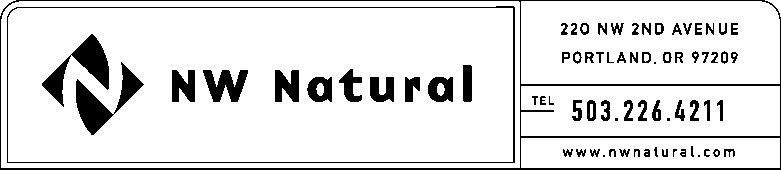 NW Natural
220 NW 2ND AVENUE
PORTLAND, OR 97209
TEL 503.226.4211
www.nwnatural.com